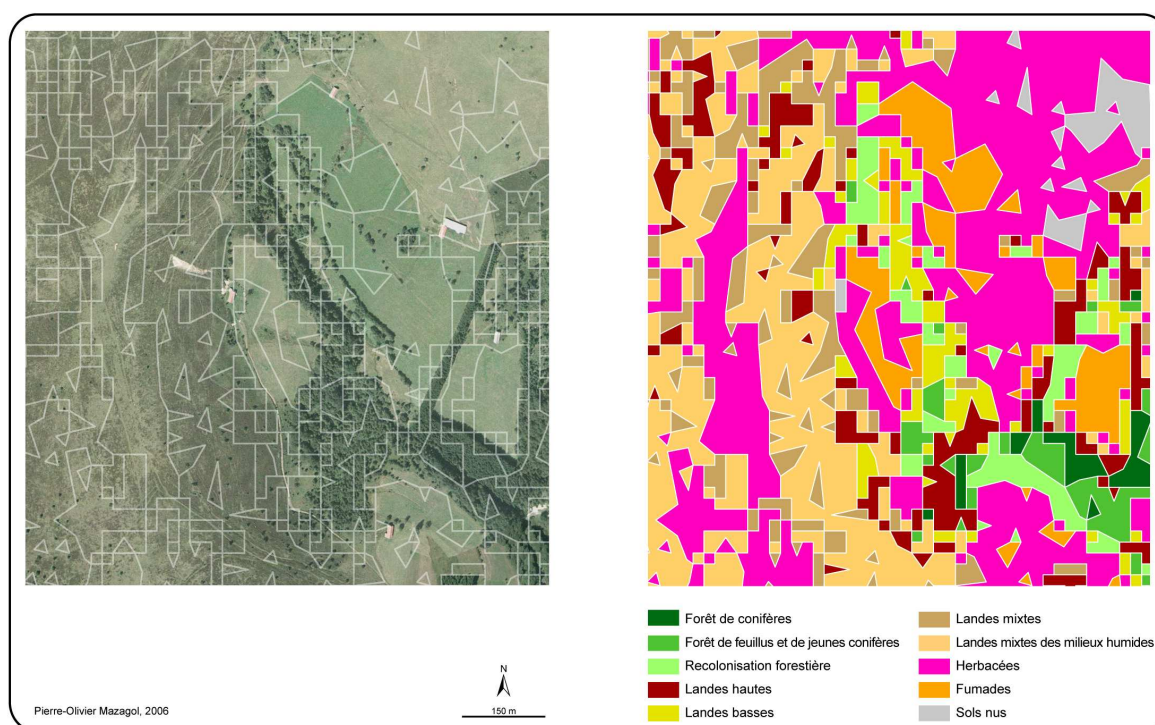 Forêt de conifères
Forêt de feuillus et de jeunes conifères
Recolonisation forestière
Landes hautes
Landes basses
Landes mixtes
Landes mixtes des milieux humides
Herbacées
Fumades
Sols nus
N
150 m
Pierre-Olivier Mazagol, 2006